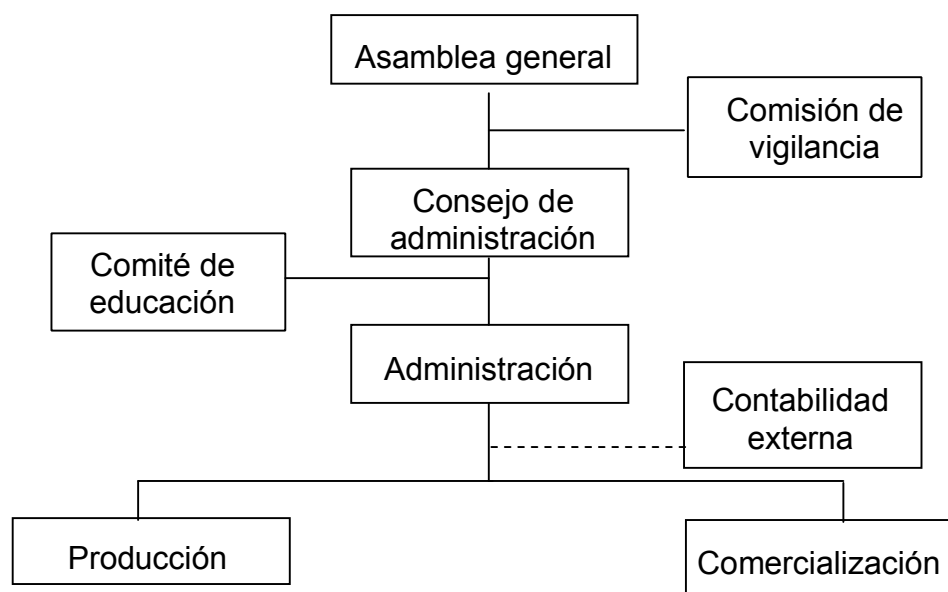 Asamblea general
Comisión de
vigilancia
Consejo de
administración
Comité de
educación
Administración
Contabilidad
externa
Producción
Comercialización